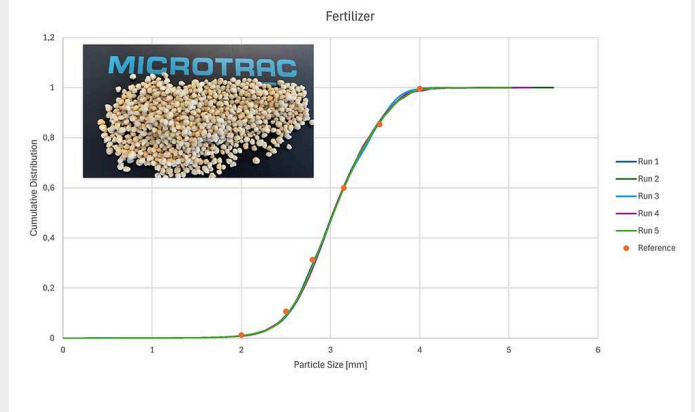 Fertilizer
1,2
1
0,8
0,6
0,4
0,2
0
Cumulative Distribution
MICROTRAC
0 1 2 3 4 5 6
Particle Size [mm]
Run 1
Run 2
Run 3
Run 4
Run 5
Reference